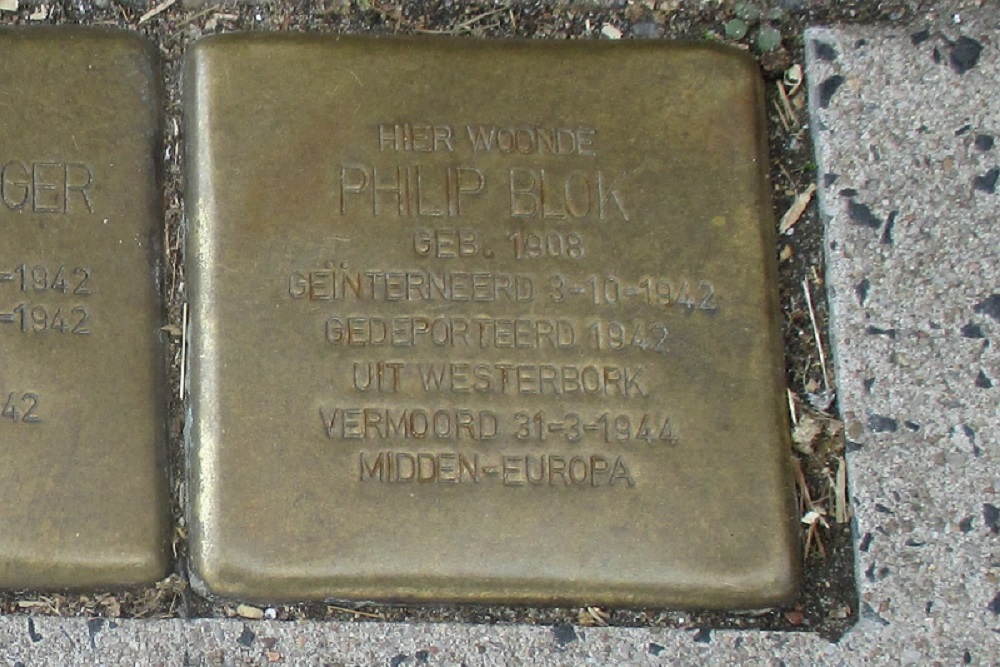 GER
-1942
-1942
42
HIER WOONDE
PHILIP BLOK
GEB. 1908
GEÏNTERNEERD 3-10-1942
GEDEPORTEERD 1942
UIT WESTERBORK
VERMOORD 31-3-1944
MIDDEN-EUROPA